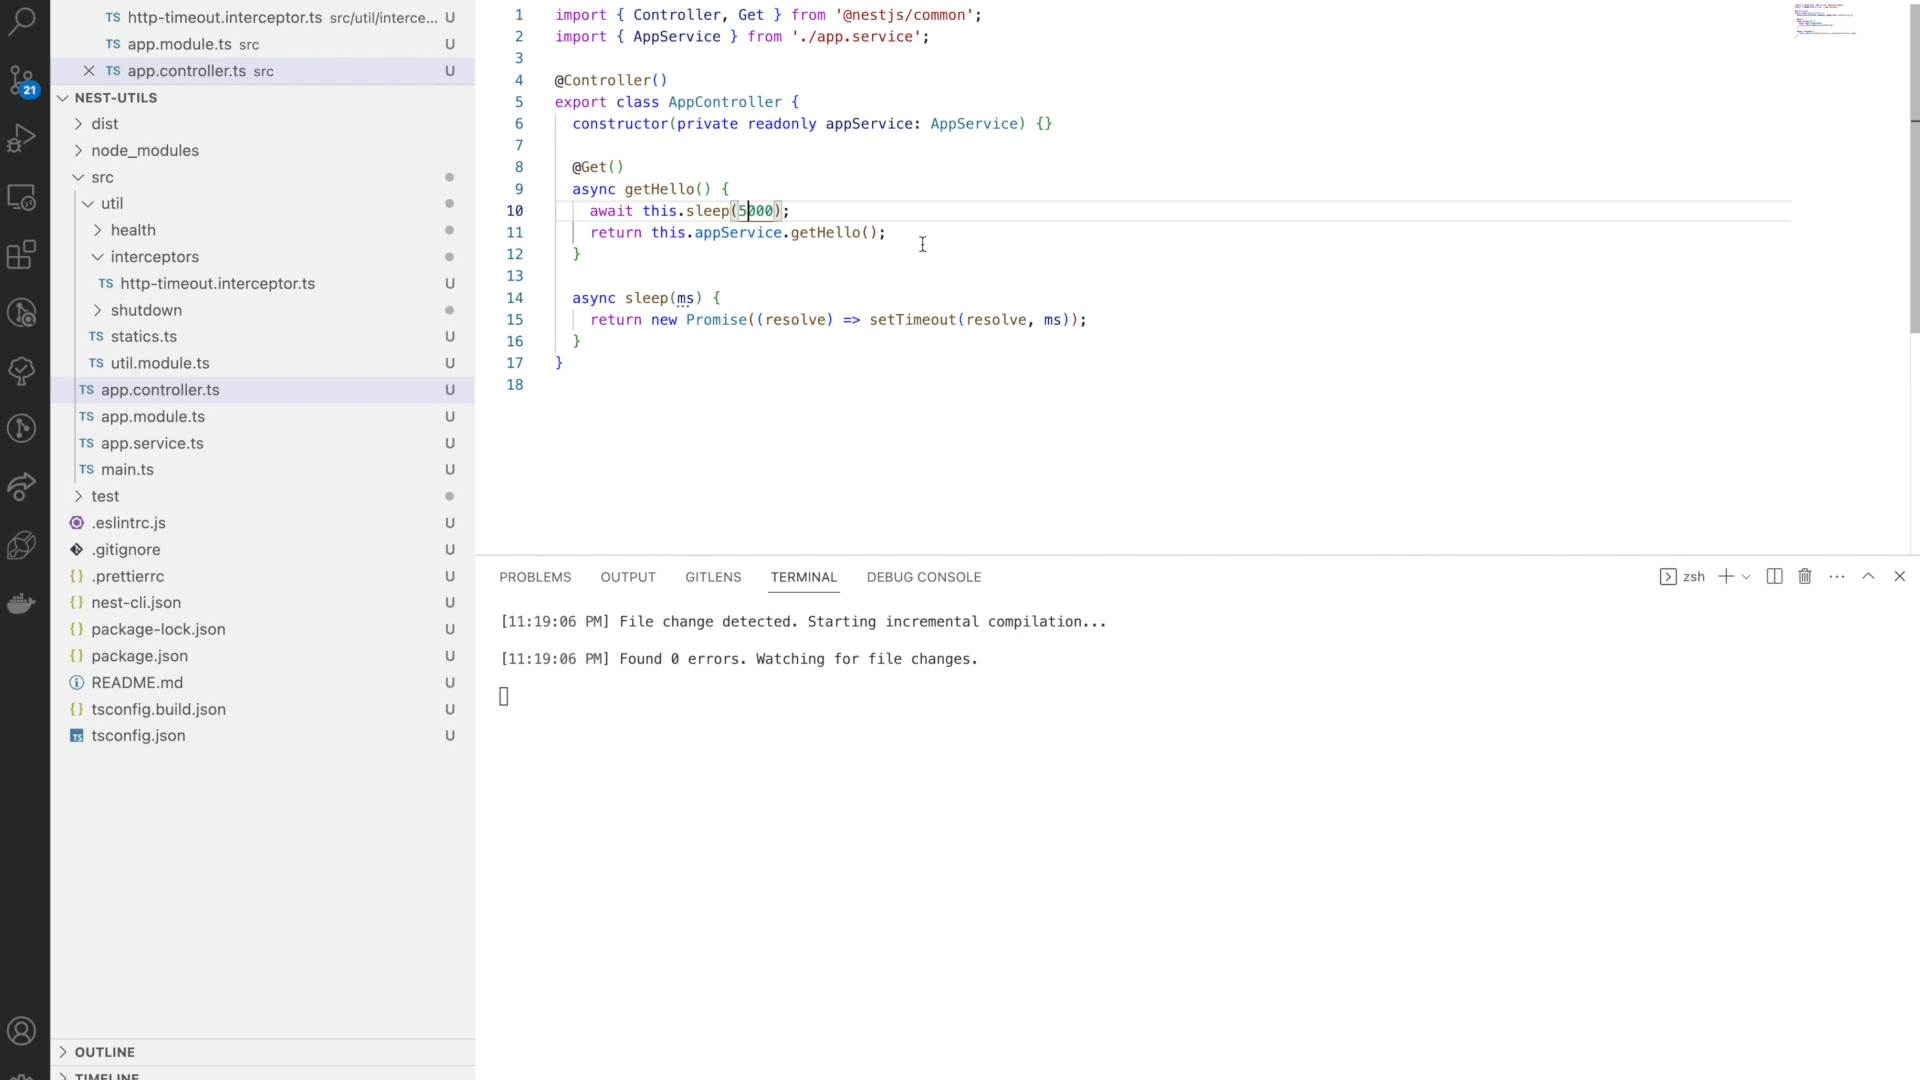 TS http-timeout.interceptor.ts src/util/interce... U
TS app.module.ts src U
TS app.controller.ts src U
21
NEST-UTILS
dist
node_modules
src
util
health
interceptors
TS http-timeout.interceptor.ts U
shutdown
TS statics.ts U
TS util.module.ts U
TS app.controller.ts U
TS app.module.ts U
TS app.service.ts U
TS main.ts U
test
.eslintrc.js U
.gitignore U
{} .prettierrc U
{} nest-cli.json U
{} package-lock.json U
{} package.json U
README.md U
{} tsconfig.build.json U
TS tsconfig.json U
OUTLINE
TIMELINE
1 import { Controller, Get } from '@nestjs/common';
2 import { AppService } from './app.service';
3
4 @Controller()
5 export class AppController {
6 constructor(private readonly appService: AppService) {}
7
8 @Get()
9 async getHello() {
10 await this.sleep(5000);
11 return this.appService.getHello();
12 }
13
14 async sleep(ms) {
15 return new Promise((resolve) => setTimeout(resolve, ms));
16 }
17 }
18
PROBLEMS OUTPUT GITLENS TERMINAL DEBUG CONSOLE zsh
[11:19:06 PM] File change detected. Starting incremental compilation...
[11:19:06 PM] Found 0 errors. Watching for file changes.